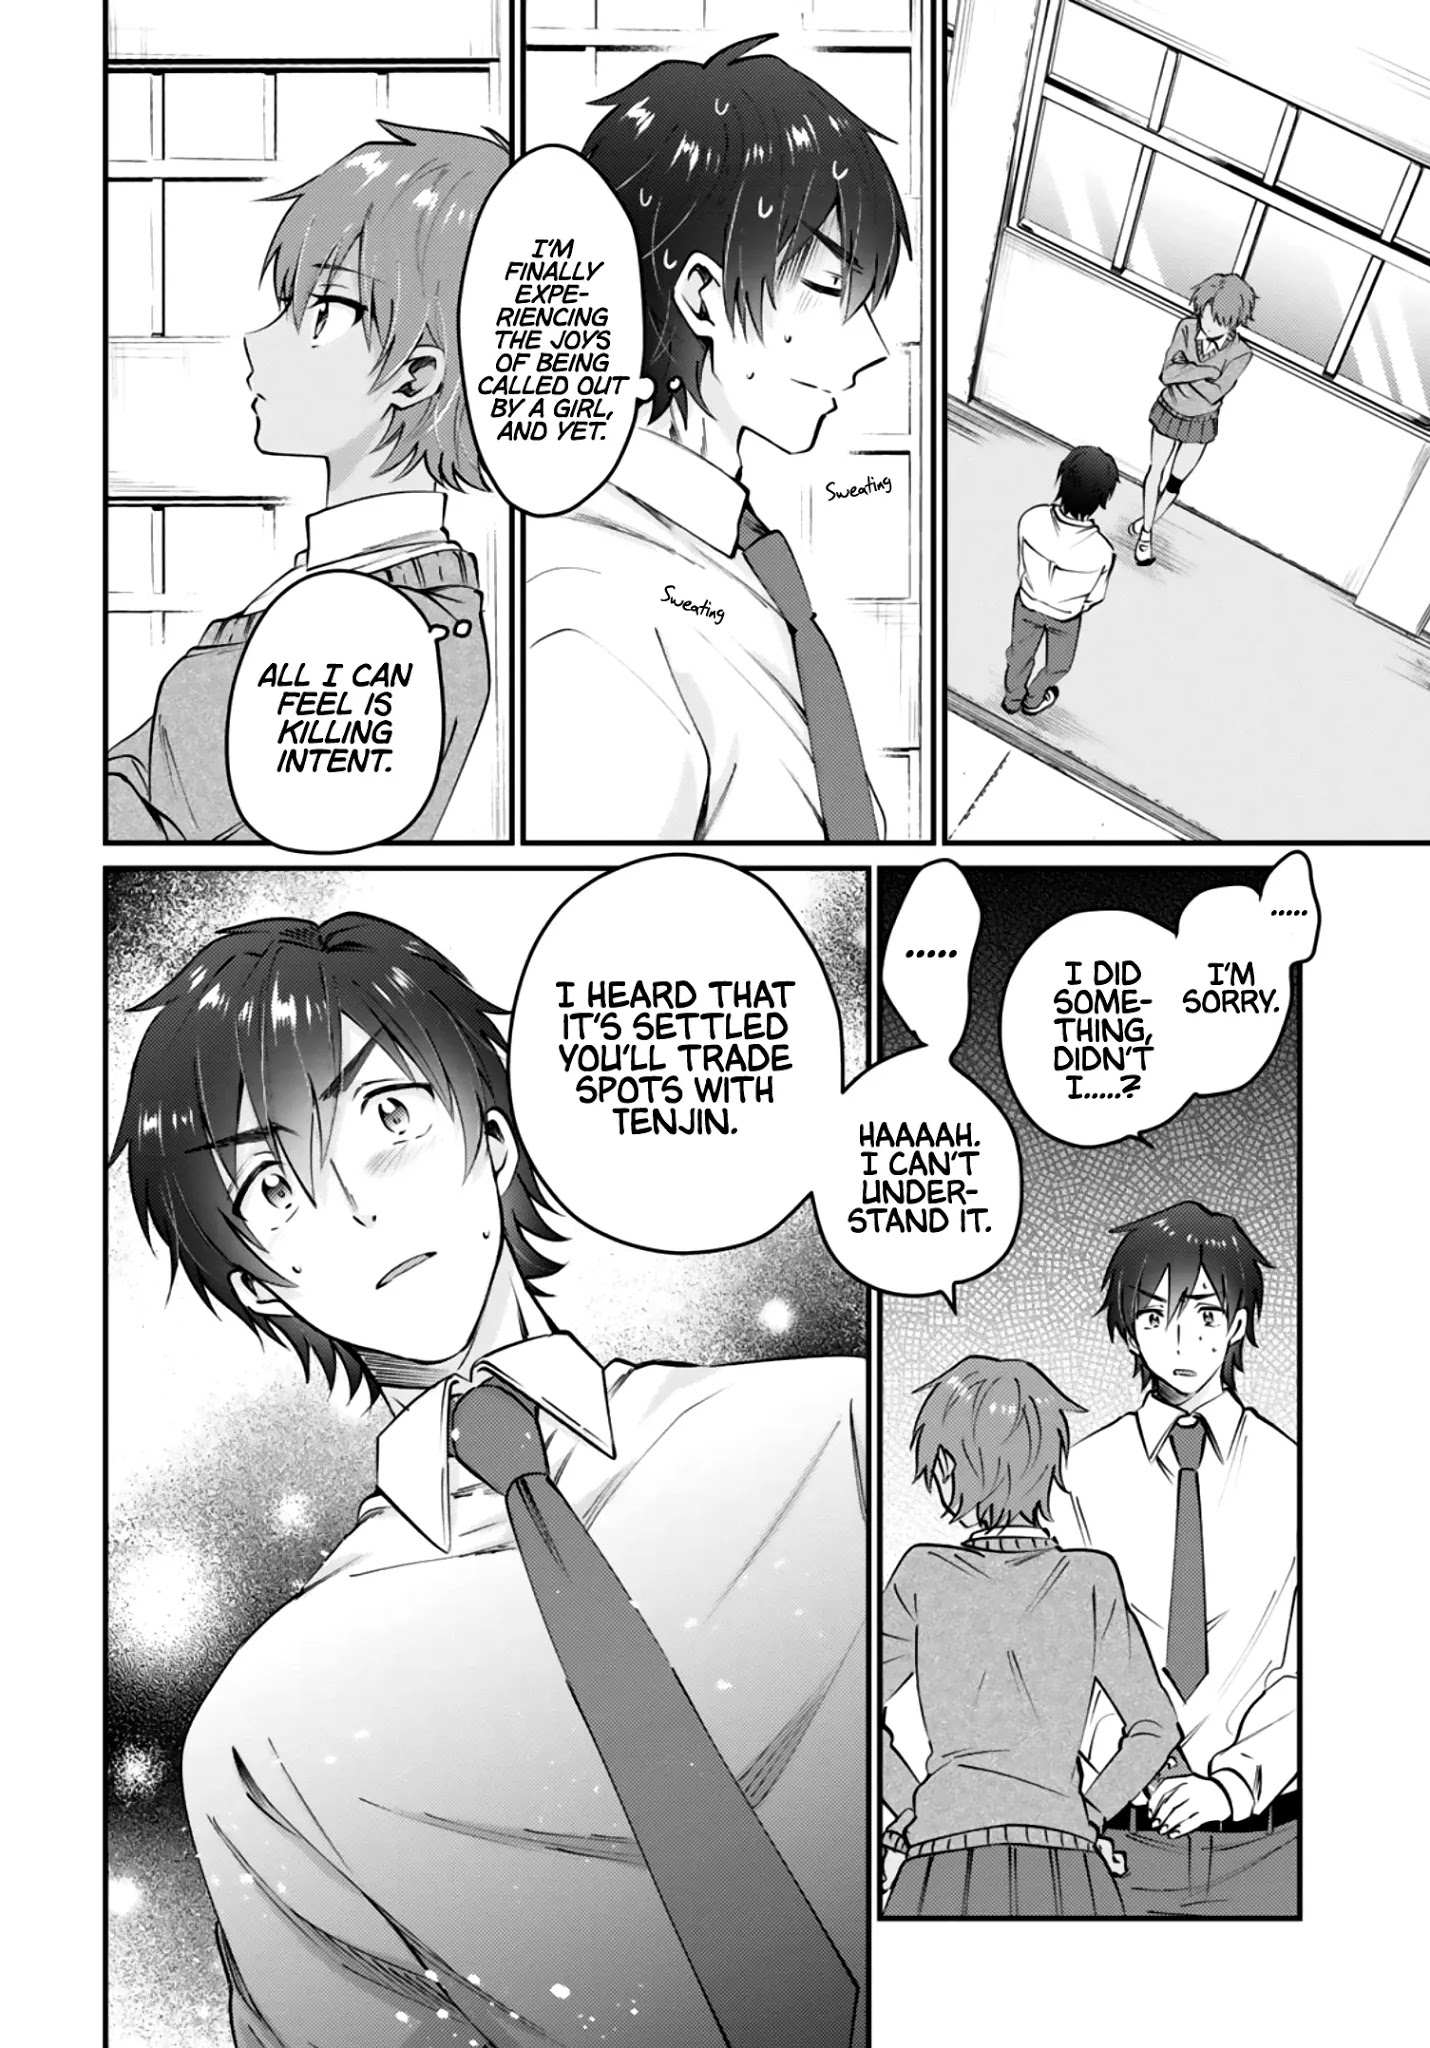 I'M
FINALLY
EXPE-
RIENCING
THE JOYS
OF BEING
CALLED OUT
BY A GIRL,
AND YET.
Sweating
Sweating
ALL I CAN
FEEL IS
KILLING
INTENT.
......
I'M
SORRY.
I DID
SOME-
THING,
DIDN'T
I.....?
.....
HAAAAH.
I CAN'T
UNDER-
STAND IT.
I HEARD THAT
IT'S SETTLED
YOU'LL TRADE
SPOTS WITH
TENJIN.